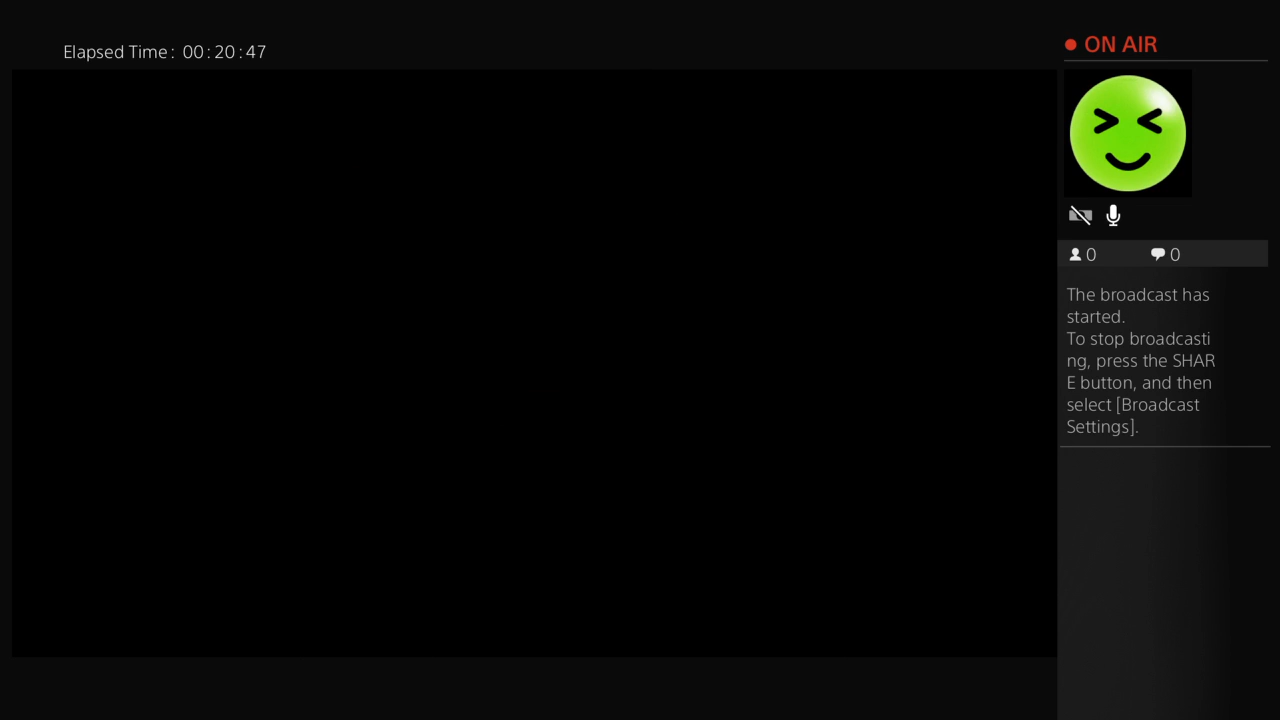 Elapsed Time: 00:20:47
ON AIR
0 0
The broadcast has
started.
To stop broadcasti
ng, press the SHAR
E button, and then
select [Broadcast
Settings].